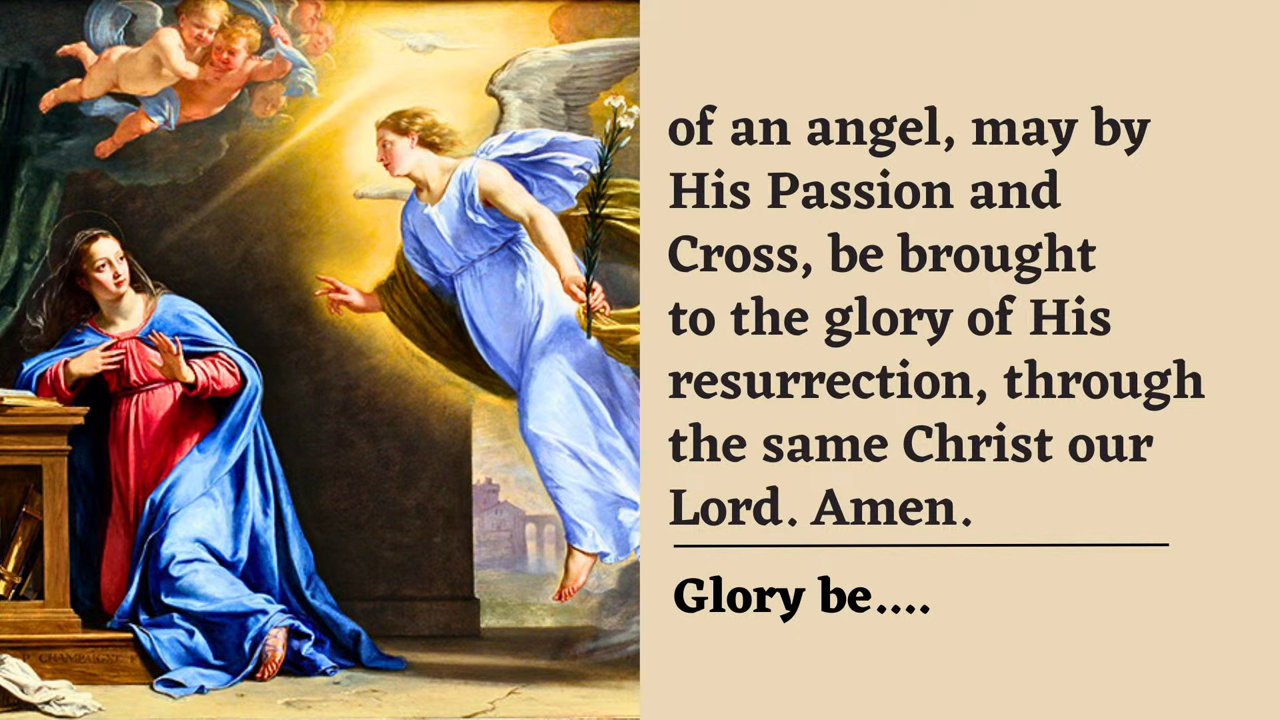 of an angel, may by
His Passion and
Cross, be brought
to the glory of His
resurrection, through
the same Christ our
Lord. Amen.
Glory be....
CHAMPAIGNE